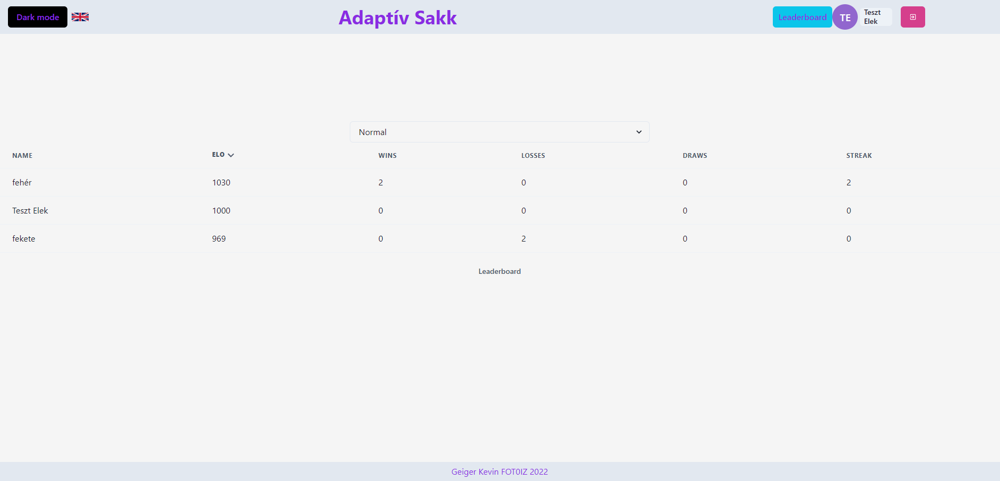 Dark mode
Adaptív Sakk
Leaderboard
TE
Teszt
Elek
Normal
NAME ELO WINS LOSSES DRAWS STREAK
fehér 1030 2 0 0 2
Teszt Elek 1000 0 0 0 0
fekete 969 0 2 0 0
Leaderboard
Geiger Kevin FOT0IZ 2022